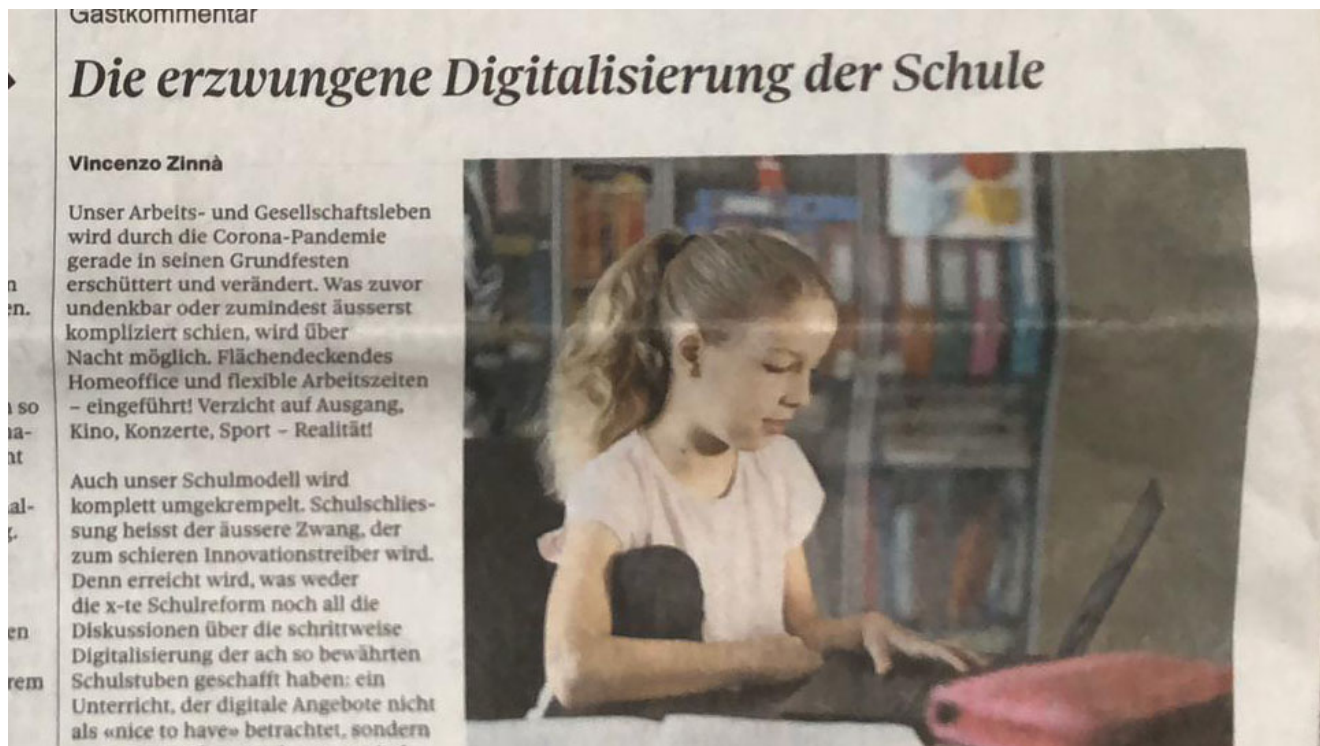 Gastkommentar
Die erzwungene Digitalisierung der Schule
Vincenzo Zinnà
Unser Arbeits- und Gesellschaftsleben
wird durch die Corona-Pandemie
gerade in seinen Grundfesten
erschüttert und verändert. Was zuvor
undenkbar oder zumindest äusserst
kompliziert schien, wird über
Nacht möglich. Flächendeckendes
Homeoffice und flexible Arbeitszeiten
– eingeführt! Verzicht auf Ausgang,
Kino, Konzerte, Sport – Realität!
Auch unser Schulmodell wird
komplett umgekrempelt. Schulschlies-
sung heisst der äussere Zwang, der
zum schieren Innovationstreiber wird.
Denn erreicht wird, was weder
die x-te Schulreform noch all die
Diskussionen über die schrittweise
Digitalisierung der ach so bewährten
Schulstuben geschafft haben: ein
Unterricht, der digitale Angebote nicht
als «nice to have» betrachtet, sondern